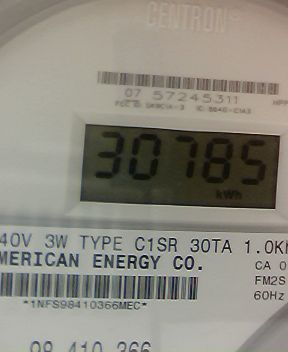 CENTRON®
07 57245311
30785
kWh
40V 3W TYPE C1SR 30TA 1.0K
MERICAN ENERGY CO.
CA 0
FM2S
60Hz
*1NFS98410366MEC*
98 410 366